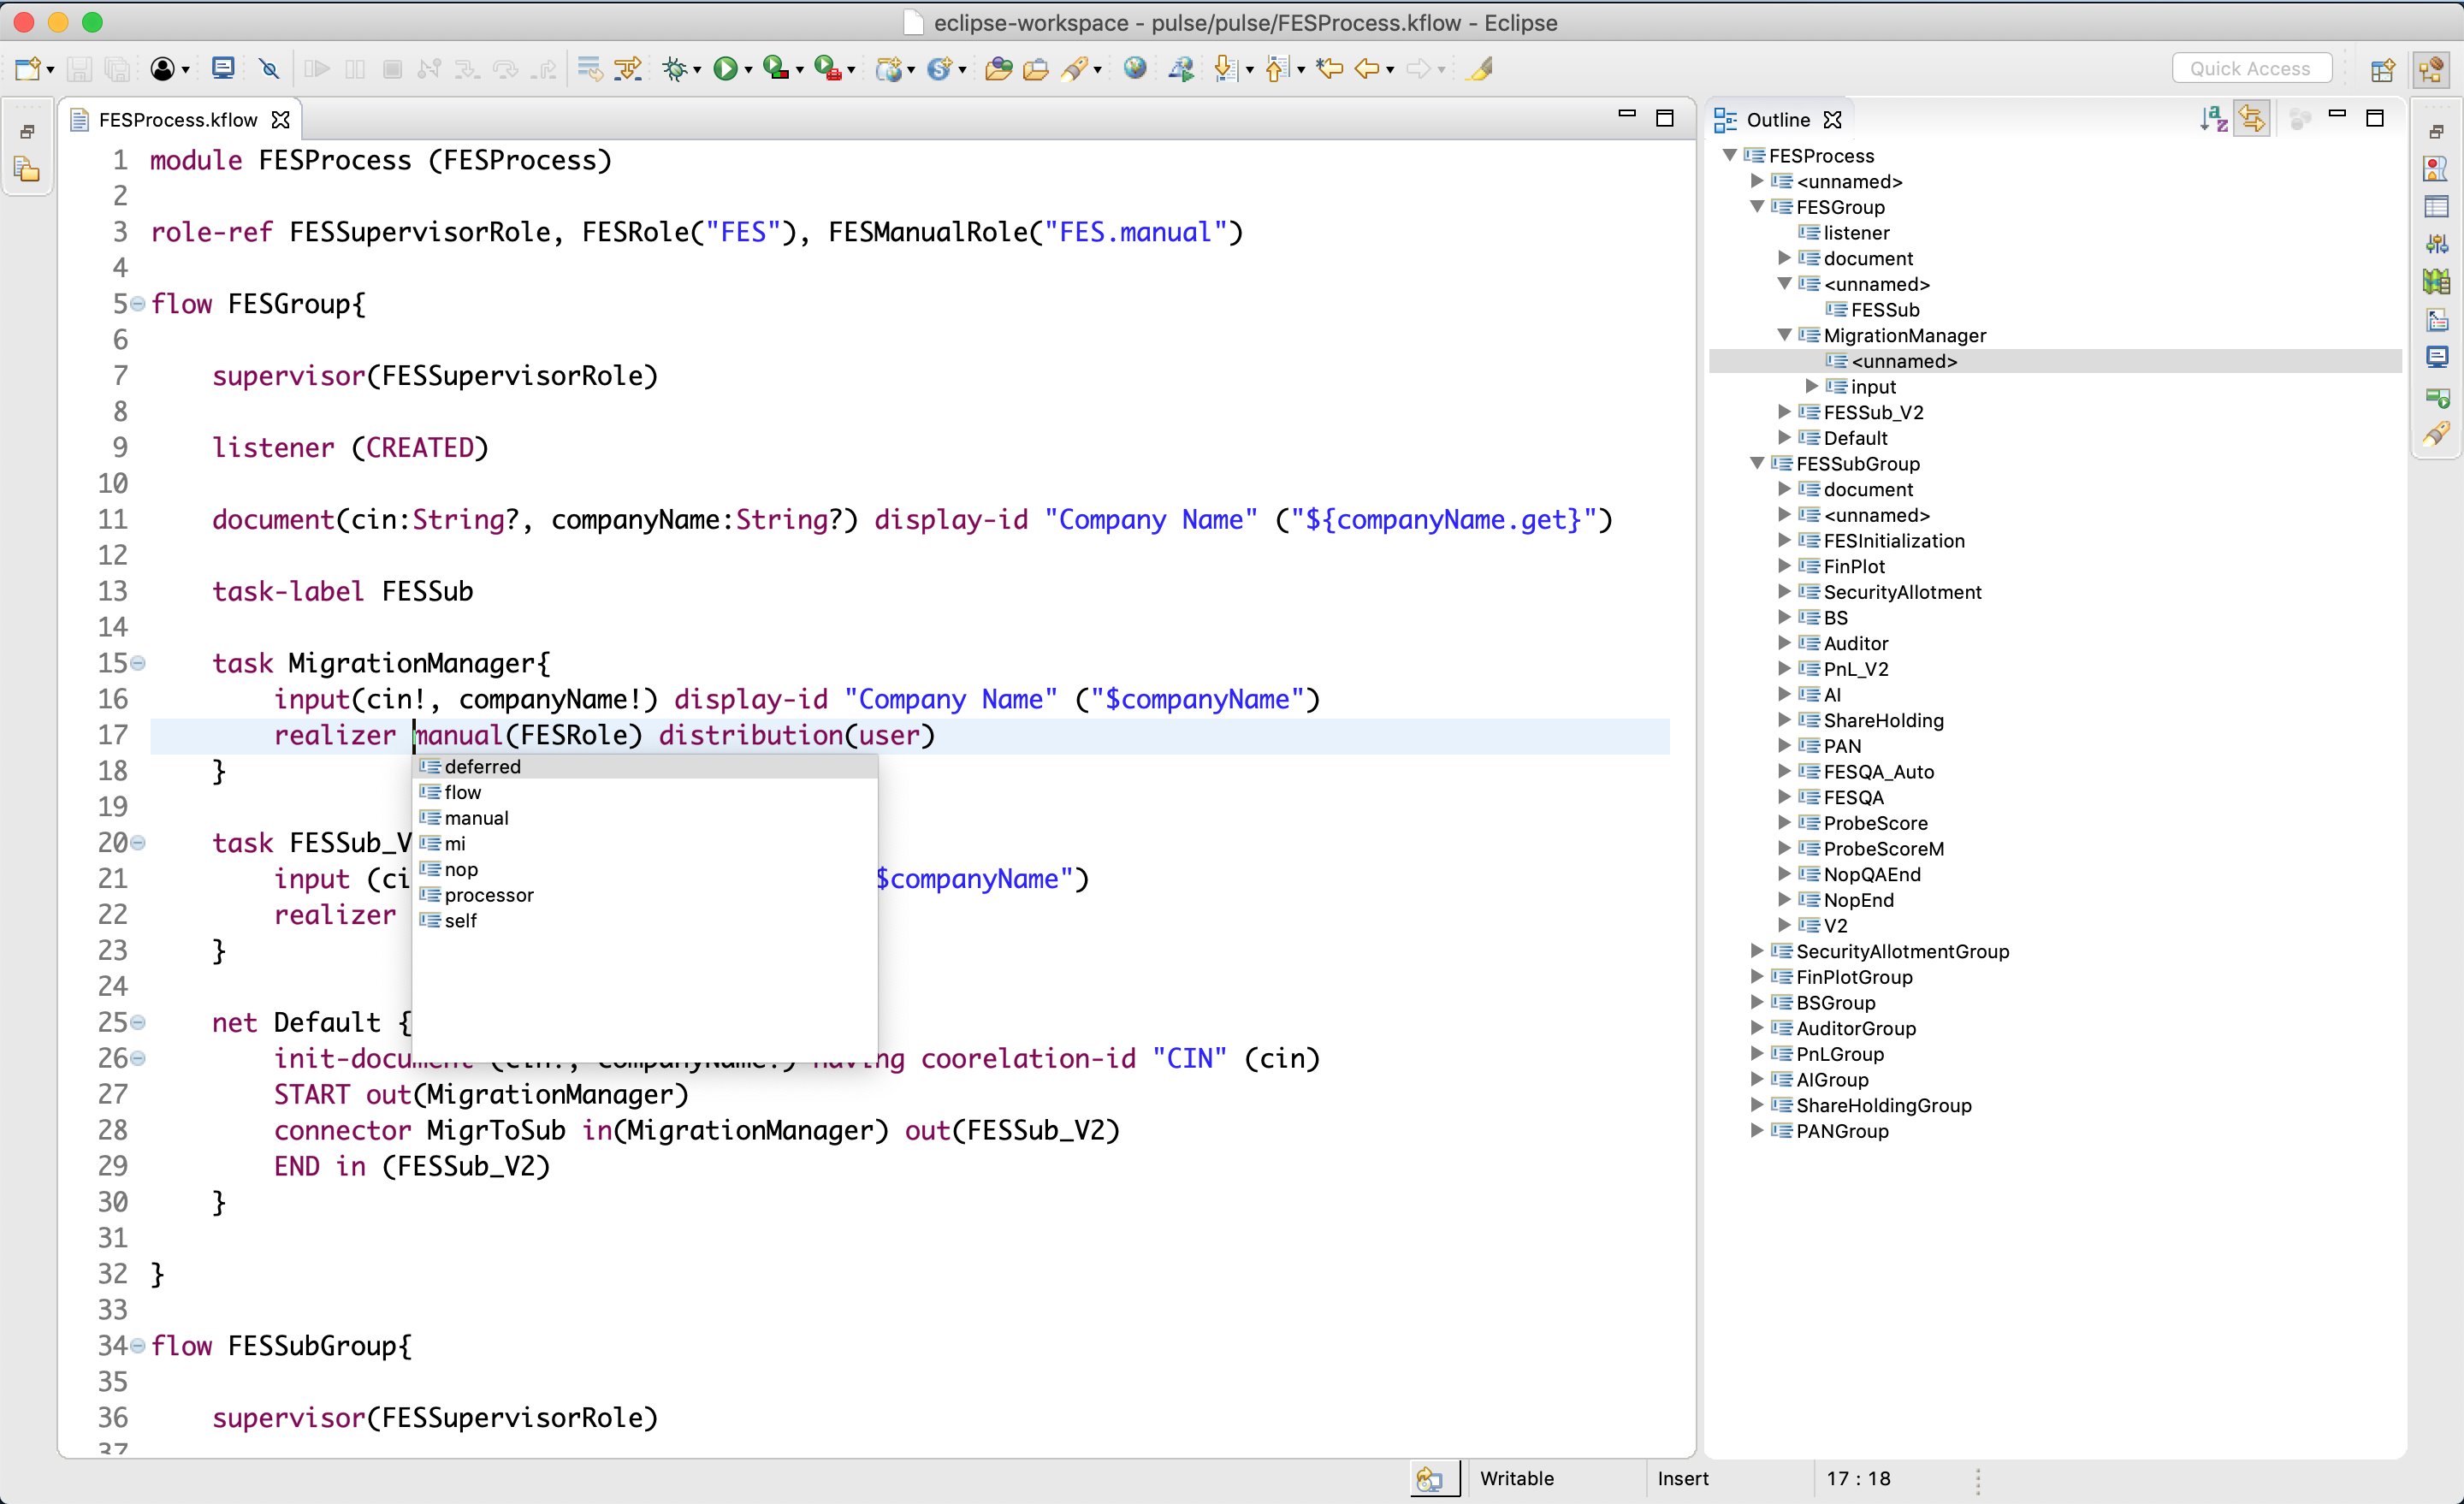 eclipse-workspace - pulse/pulse/FESProcess.kflow - Eclipse
Quick Access
FESProcess.kflow
1 module FESProcess (FESProcess)
2
3 role-ref FESSupervisorRole, FESRole("FES"), FESManualRole("FES.manual")
4
5 flow FESGroup{
6
7 supervisor(FESSupervisorRole)
8
9 listener (CREATED)
10
11 document(cin:String?, companyName:String?) display-id "Company Name" ("${companyName.get}")
12
13 task-label FESSub
14
15 task MigrationManager{
16 input(cin!, companyName!) display-id "Company Name" ("$companyName")
17 realizer manual(FESRole) distribution(user)
18 }
19
20 task FESSub_V
21 input (ci $companyName")
22 realizer
23 }
24
25 net Default {
26 init-document (cin!, companyName!) having coorelation-id "CIN" (cin)
27 START out(MigrationManager)
28 connector MigrToSub in(MigrationManager) out(FESSub_V2)
29 END in (FESSub_V2)
30 }
31
32 }
33
34 flow FESSubGroup{
35
36 supervisor(FESSupervisorRole)
37
deferred
flow
manual
mi
nop
processor
self
Outline
FESProcess
<unnamed>
FESGroup
listener
document
<unnamed>
FESSub
MigrationManager
<unnamed>
input
FESSub_V2
Default
FESSubGroup
document
<unnamed>
FESInitialization
FinPlot
SecurityAllotment
BS
Auditor
PnL_V2
AI
ShareHolding
PAN
FESQA_Auto
FESQA
ProbeScore
ProbeScoreM
NopQAEnd
NopEnd
V2
SecurityAllotmentGroup
FinPlotGroup
BSGroup
AuditorGroup
PnLGroup
AIGroup
ShareHoldingGroup
PANGroup
Writable
Insert
17 : 18